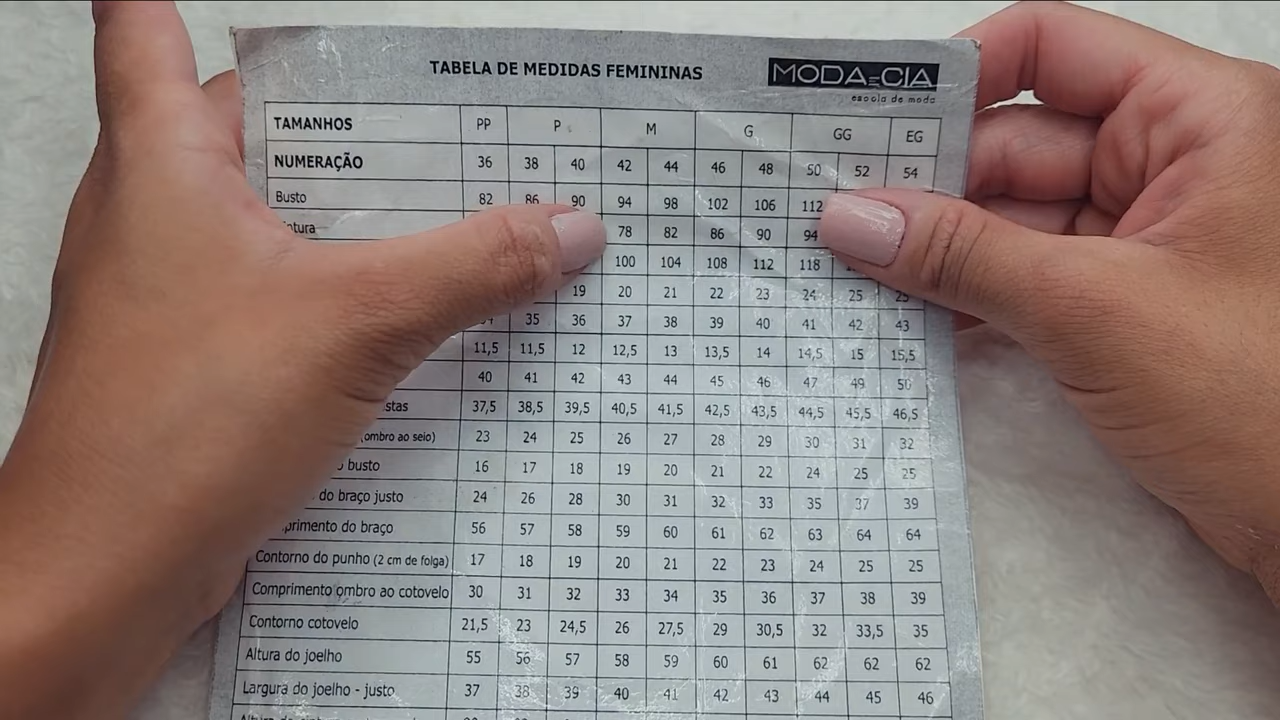 TABELA DE MEDIDAS FEMININAS
MODA=CIA
escola de moda
TAMANHOS PP P M G GG EG
NUMERAÇÃO 36 38 40 42 44 46 48 50 52 54
Busto 82 86 90 94 98 102 106 112
78 82 86 90 94
100 104 108 112 118
19 20 21 22 23 24 25 25
35 36 37 38 39 40 41 42 43
11,5 11,5 12 12,5 13 13,5 14 14,5 15 15,5
40 41 42 43 44 45 46 47 49 50
37,5 38,5 39,5 40,5 41,5 42,5 43,5 44,5 45,5 46,5
(ombro ao seio) 23 24 25 26 27 28 29 30 31 32
busto 16 17 18 19 20 21 22 24 25 25
do braço justo 24 26 28 30 31 32 33 35 37 39
do braço 56 57 58 59 60 61 62 63 64 64
Contorno do punho (2 cm de folga) 17 18 19 20 21 22 23 24 25 25
Comprimento ombro ao cotovelo 30 31 32 33 34 35 36 37 38 39
Contorno cotovelo 21,5 23 24,5 26 27,5 29 30,5 32 33,5 35
Altura do joelho 55 56 57 58 59 60 61 62 62 62
Largura do joelho - justo 37 38 39 40 41 42 43 44 45 46